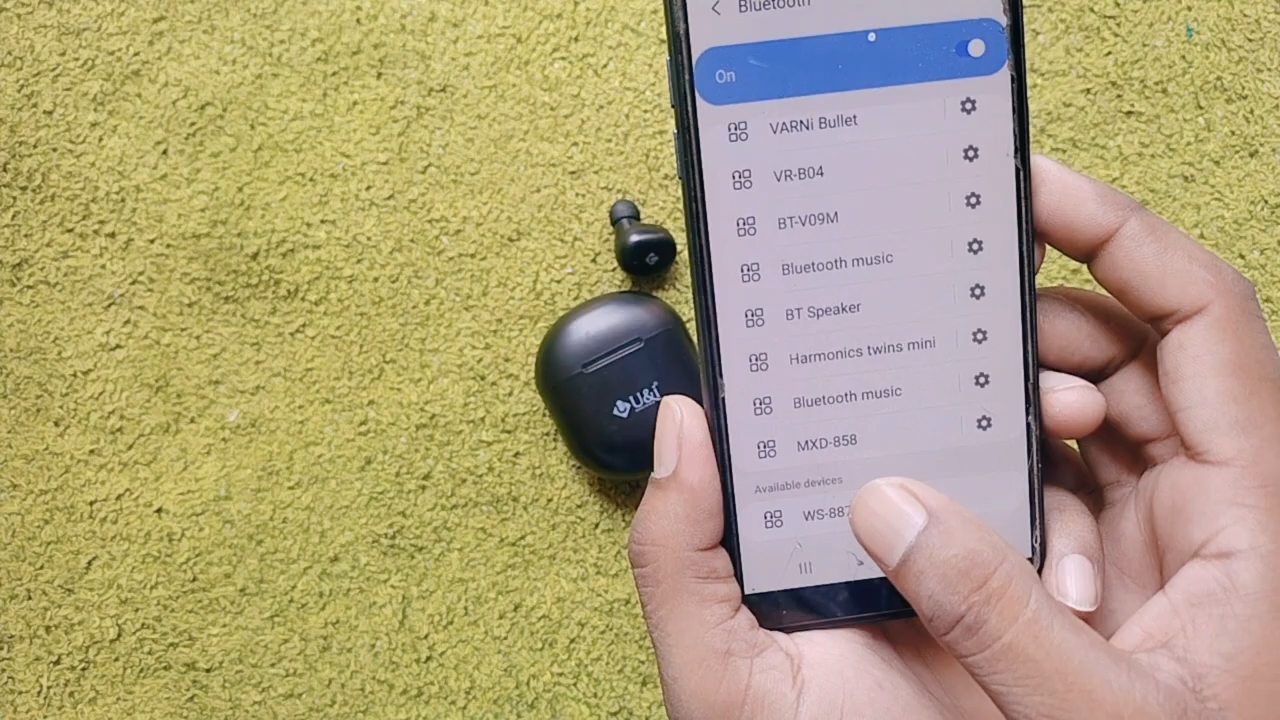 Bluetooth
On
VARNi Bullet
VR-B04
BT-V09M
Bluetooth music
BT Speaker
Harmonics twins mini
Bluetooth music
MXD-858
Available devices
WS-887
U&i